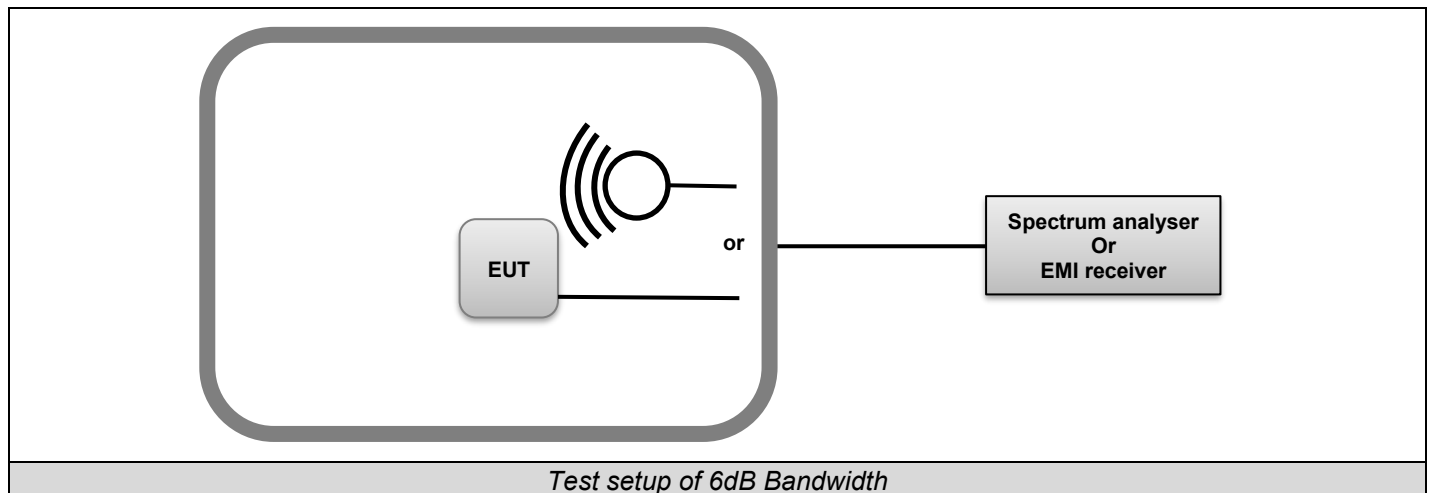 or
EUT
Spectrum analyser
Or
EMI receiver
Test setup of 6dB Bandwidth